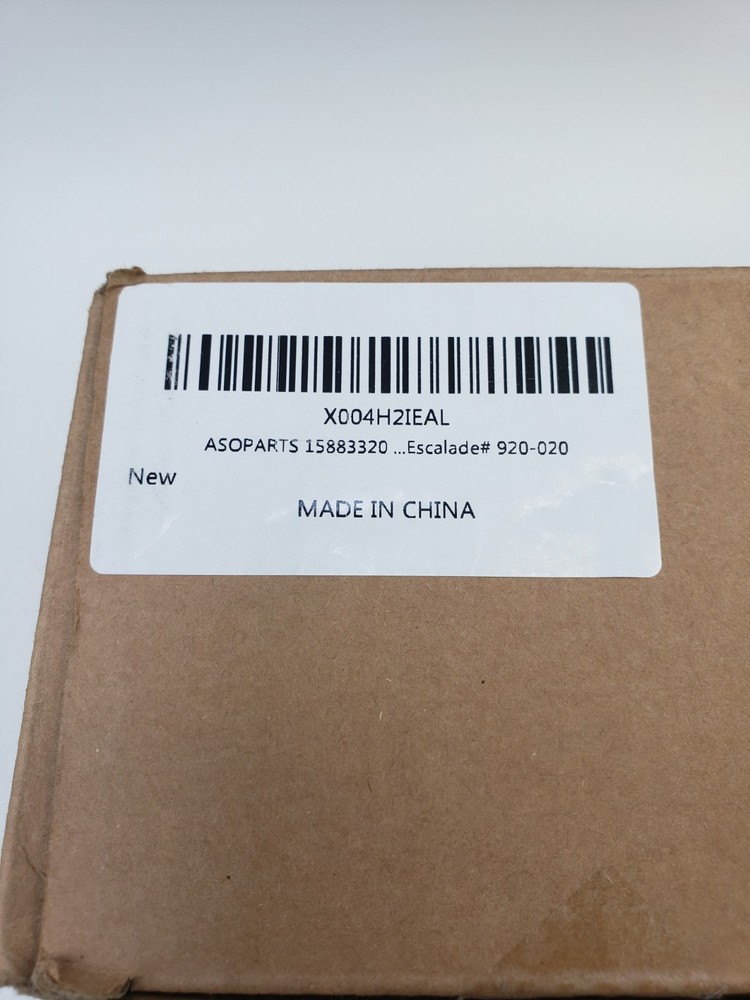 X004H2IEAL
ASOPARTS 15883320 ...Escalade# 920-020
New
MADE IN CHINA